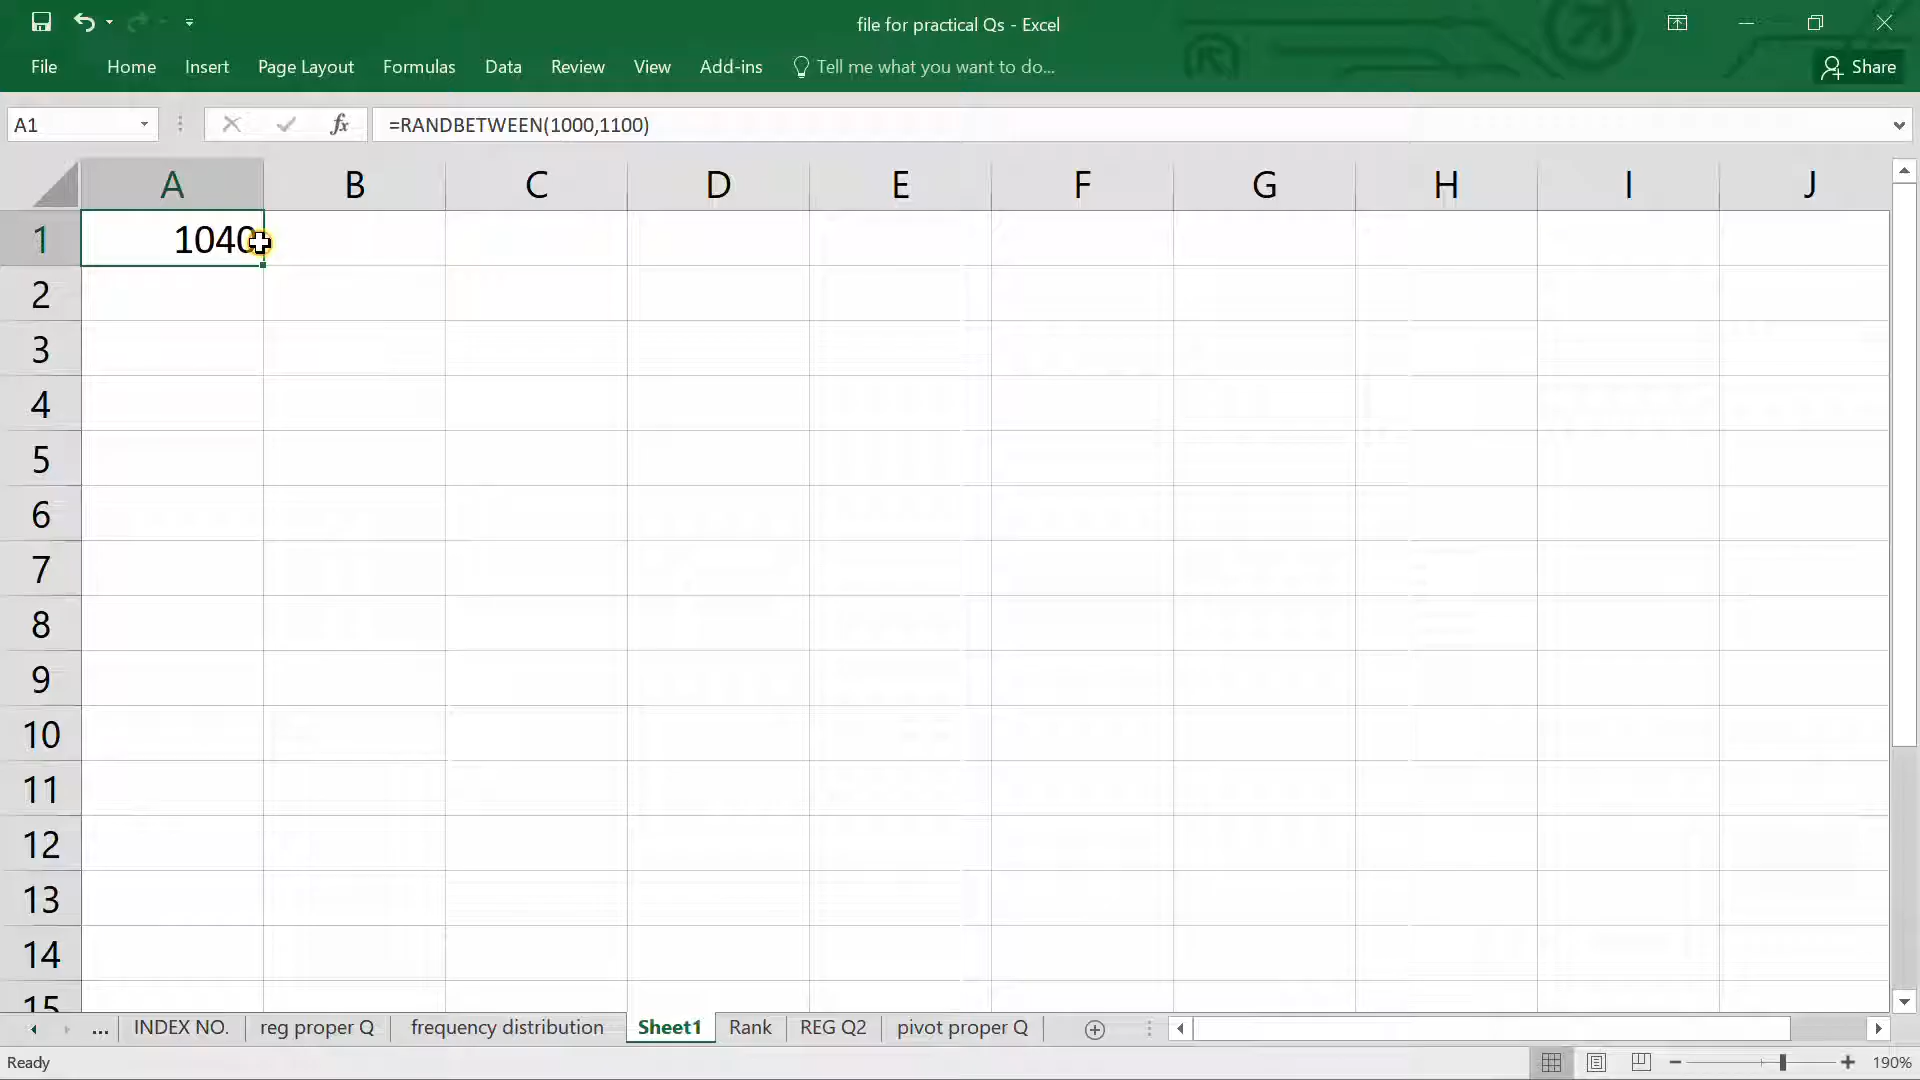 file for practical Qs - Excel
File Home Insert Page Layout Formulas Data Review View Add-ins Tell me what you want to do... Share
A1 fx =RANDBETWEEN(1000,1100)
A B C D E F G H I J
1 1040
2
3
4
5
6
7
8
9
10
11
12
13
14
15
... INDEX NO. reg proper Q frequency distribution Sheet1 Rank REG Q2 pivot proper Q
Ready 190%